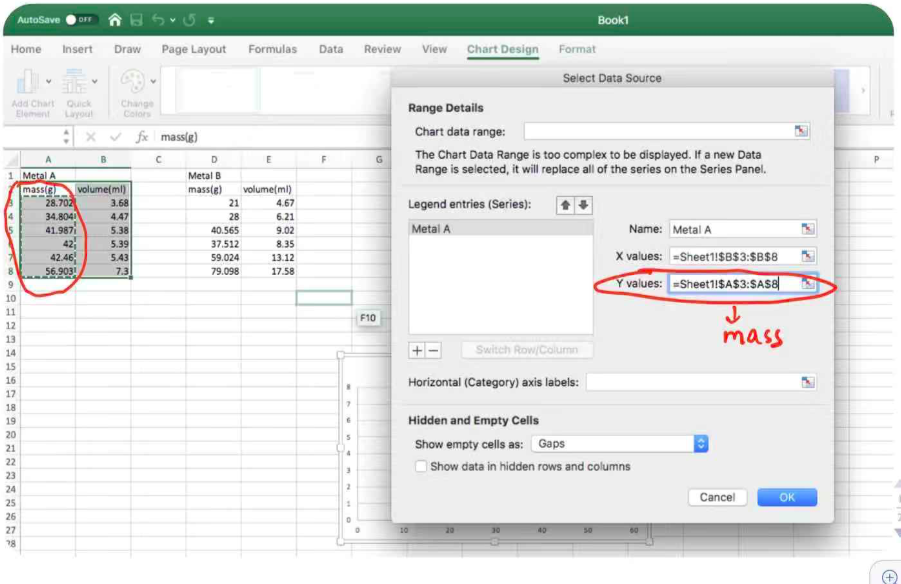 AutoSave OFF Book1
Home Insert Draw Page Layout Formulas Data Review View Chart Design Format
Add Chart Element
Quick Layout
Change Colors
fx mass(g)
A B C D E F G P
1 Metal A Metal B
2 mass(g) volume(ml) mass(g) volume(ml)
3 28.702 3.68 21 4.67
4 34.804 4.47 28 6.21
5 41.987 5.38 40.565 9.02
6 42 5.39 37.512 8.35
7 42.46 5.43 59.024 13.12
8 56.903 7.3 79.098 17.58
9
10
11
12
13
14
15
16
17
18
19
20
21
22
23
24
25
26
27
28
F10
8
7
6
5
4
3
2
1
0
0 10 20 30 40 50 60
Select Data Source
Range Details
Chart data range:
The Chart Data Range is too complex to be displayed. If a new Data
Range is selected, it will replace all of the series on the Series Panel.
Legend entries (Series):
Metal A
Name: Metal A
X values: =Sheet1!$B$3:$B$8
Y values: =Sheet1!$A$3:$A$8
mass
+ − Switch Row/Column
Horizontal (Category) axis labels:
Hidden and Empty Cells
Show empty cells as: Gaps
Show data in hidden rows and columns
Cancel OK